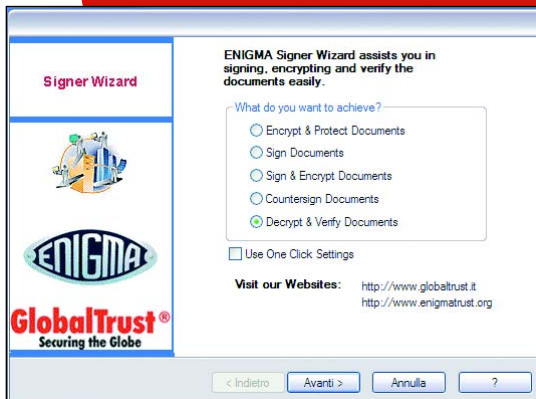 Signer Wizard
ENIGMA
GlobalTrust®
Securing the Globe
ENIGMA Signer Wizard assists you in
signing, encrypting and verify the
documents easily.
What do you want to achieve?
Encrypt & Protect Documents
Sign Documents
Sign & Encrypt Documents
Countersign Documents
Decrypt & Verify Documents
Use One Click Settings
Visit our Websites: http://www.globaltrust.it
http://www.enigmatrust.org
< Indietro Avanti > Annulla ?